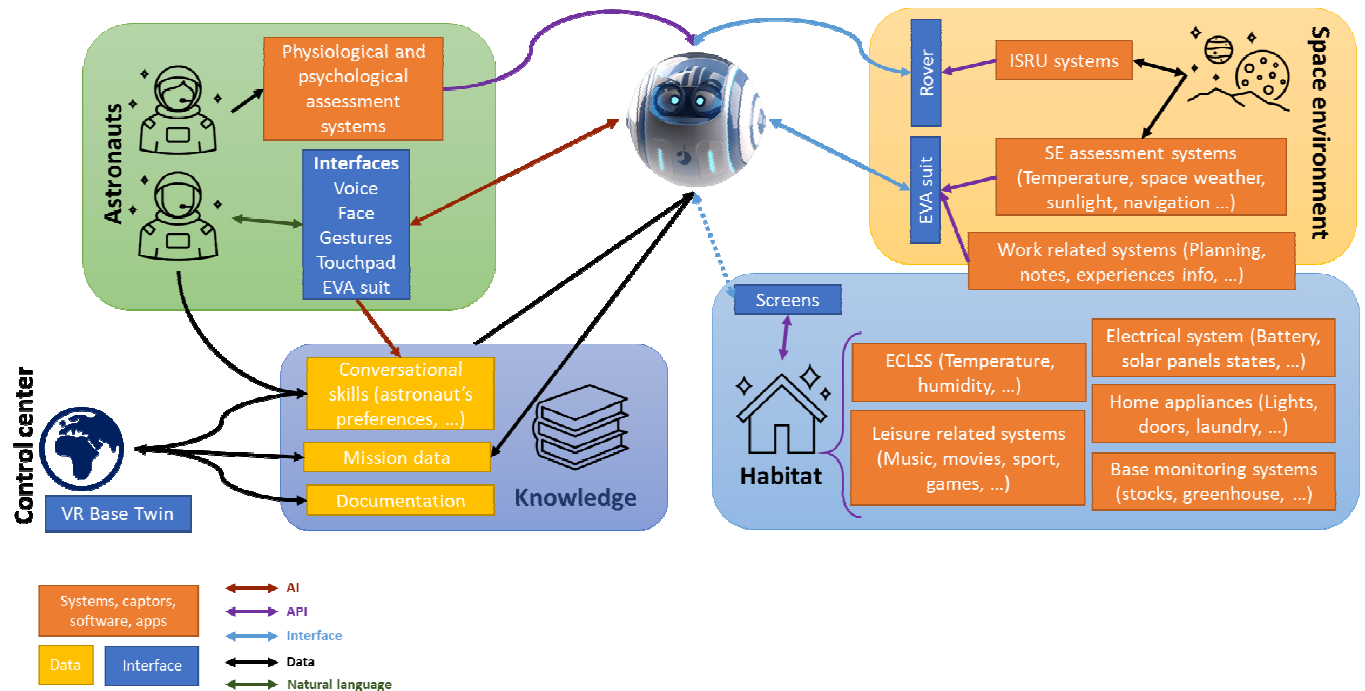 Astronauts
Physiological and
psychological
assessment
systems
Interfaces
Voice
Face
Gestures
Touchpad
EVA suit
Space environment
Rover
ISRU systems
EVA suit
SE assessment systems
(Temperature, space weather,
sunlight, navigation ...)
Work related systems (Planning,
notes, experiences info, ...)
Screens
Habitat
ECLSS (Temperature,
humidity, ...)
Leisure related systems
(Music, movies, sport,
games, ...)
Electrical system (Battery,
solar panels states, ...)
Home appliances (Lights,
doors, laundry, ...)
Base monitoring systems
(stocks, greenhouse, ...)
Control center
VR Base Twin
Conversational
skills (astronaut's
preferences, ...)
Mission data
Documentation
Knowledge
Systems, captors,
software, apps
Data
Interface
AI
API
Interface
Data
Natural language